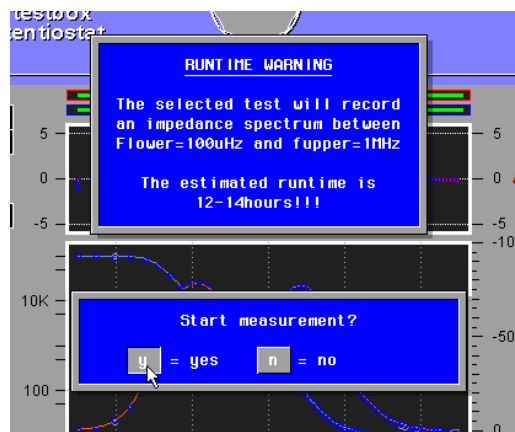 testbox
entiostat
RUNTIME WARNING
The selected test will record
an impedance spectrum between
Flower=100uHz and fupper=1MHz
The estimated runtime is
12-14hours!!!
5
0
-5
5
0
-5
-10
10K
100
-50
0
Start measurement?
y = yes n = no